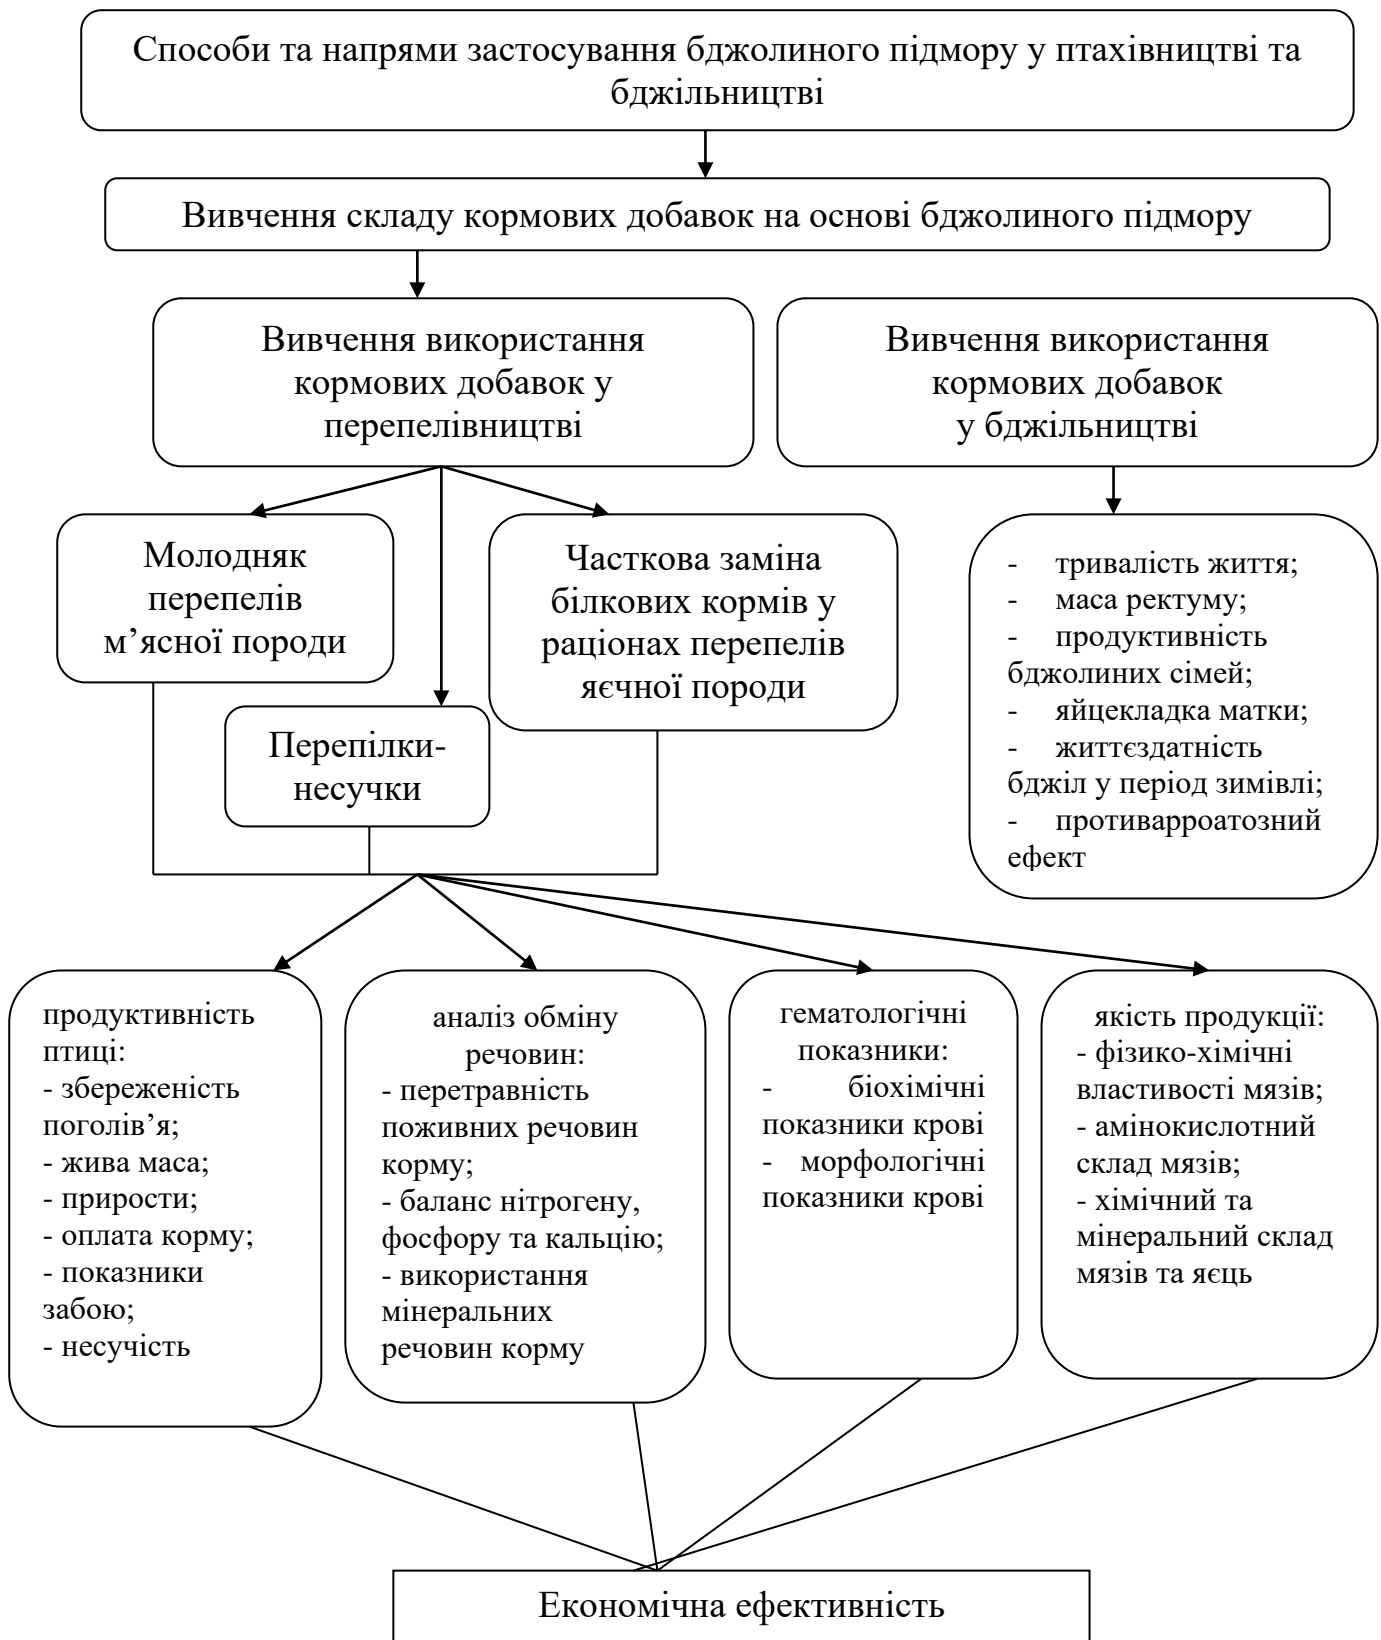 Способи та напрями застосування бджолиного підмору у птахівництві та
бджільництві
Вивчення складу кормових добавок на основі бджолиного підмору
Вивчення використання
кормових добавок у
перепелівництві
Вивчення використання
кормових добавок
у бджільництві
Молодняк
перепелів
м’ясної породи
Перепілки-
несучки
Часткова заміна
білкових кормів у
раціонах перепелів
яєчної породи
- тривалість життя;
- маса ректуму;
- продуктивність
бджолиних сімей;
- яйцекладка матки;
- життєздатність
бджіл у період зимівлі;
- противарроатозний
ефект
продуктивність
птиці:
- збереженість
поголів’я;
- жива маса;
- прирости;
- оплата корму;
- показники
забою;
- несучість
аналіз обміну
речовин:
- перетравність
поживних речовин
корму;
- баланс нітрогену,
фосфору та кальцію;
- використання
мінеральних
речовин корму
гематологічні
показники:
- біохімічні
показники крові
- морфологічні
показники крові
якість продукції:
- фізико-хімічні
властивості мязів;
- амінокислотний
склад мязів;
- хімічний та
мінеральний склад
мязів та яєць
Економічна ефективність